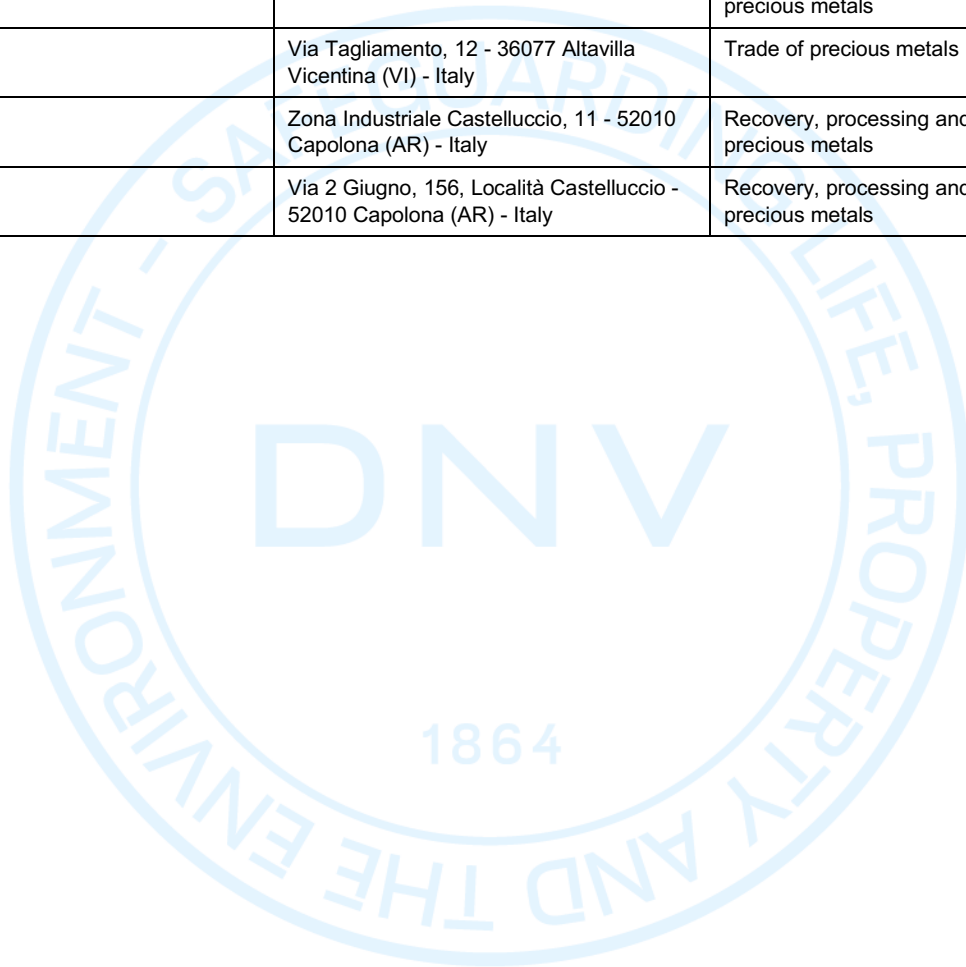 precious metals
Via Tagliamento, 12 - 36077 Altavilla
Vicentina (VI) - Italy
Trade of precious metals
Zona Industriale Castelluccio, 11 - 52010
Capolona (AR) - Italy
Recovery, processing and
precious metals
Via 2 Giugno, 156, Località Castelluccio -
52010 Capolona (AR) - Italy
Recovery, processing and
precious metals
SAFEGUARDING LIFE, PROPERTY AND THE ENVIRONMENT -
DNV
1864